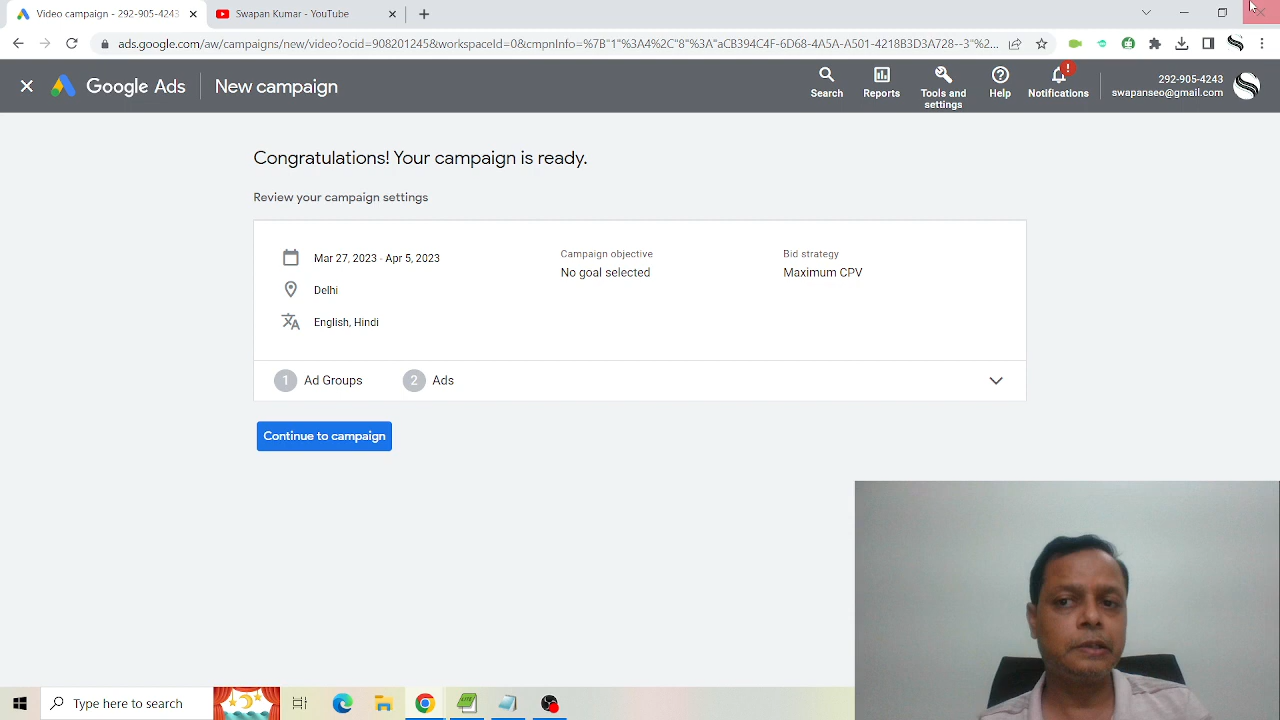 Video campaign - 292-905-4243
Swapan Kumar - YouTube
ads.google.com/aw/campaigns/new/video?ocid=008201245&workspaceId=0&cmpnInfo=%7B"1"%3A4%2C"8"%3A"aCB394C4F-6D68-4A5A-A501-4218B3D3A728--3"%...
Google Ads
New campaign
Search
Reports
Tools and
settings
Help
!
Notifications
292-905-4243
swapanseo@gmail.com
Congratulations! Your campaign is ready.
Review your campaign settings
Mar 27, 2023 - Apr 5, 2023
Delhi
English, Hindi
Campaign objective
No goal selected
Bid strategy
Maximum CPV
1 Ad Groups
2 Ads
Continue to campaign
Type here to search